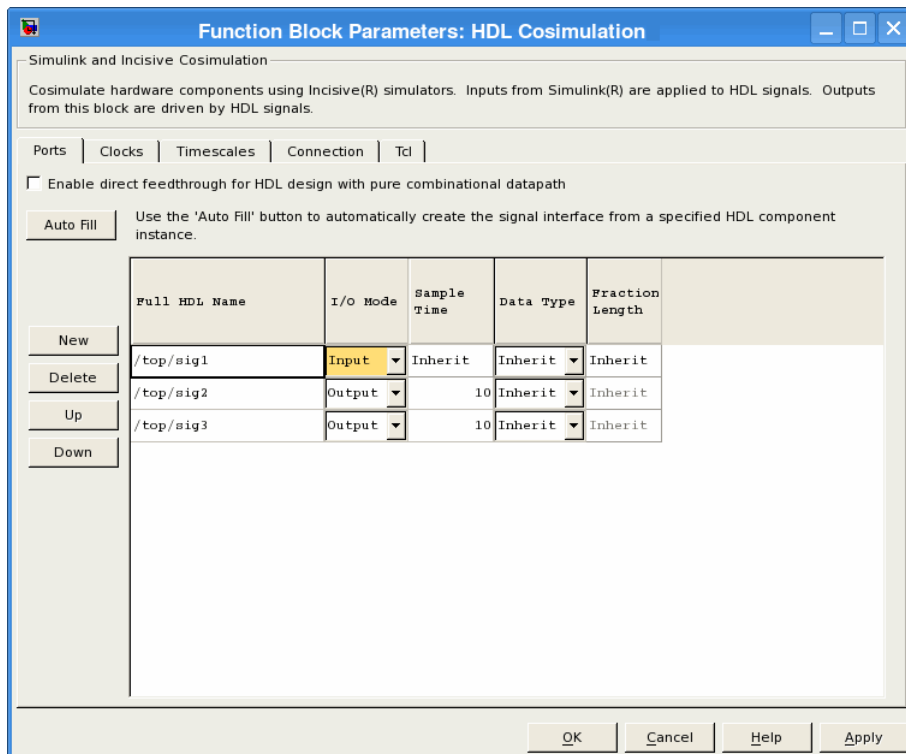 Function Block Parameters: HDL Cosimulation
Simulink and Incisive Cosimulation
Cosimulate hardware components using Incisive(R) simulators. Inputs from Simulink(R) are applied to HDL signals. Outputs
from this block are driven by HDL signals.
Ports Clocks Timescales Connection Tcl
Enable direct feedthrough for HDL design with pure combinational datapath
Auto Fill
Use the 'Auto Fill' button to automatically create the signal interface from a specified HDL component
instance.
Full HDL Name I/O Mode Sample Time Data Type Fraction Length
/top/sig1 Input Inherit Inherit Inherit
/top/sig2 Output 10 Inherit Inherit
/top/sig3 Output 10 Inherit Inherit
New
Delete
Up
Down
OK Cancel Help Apply